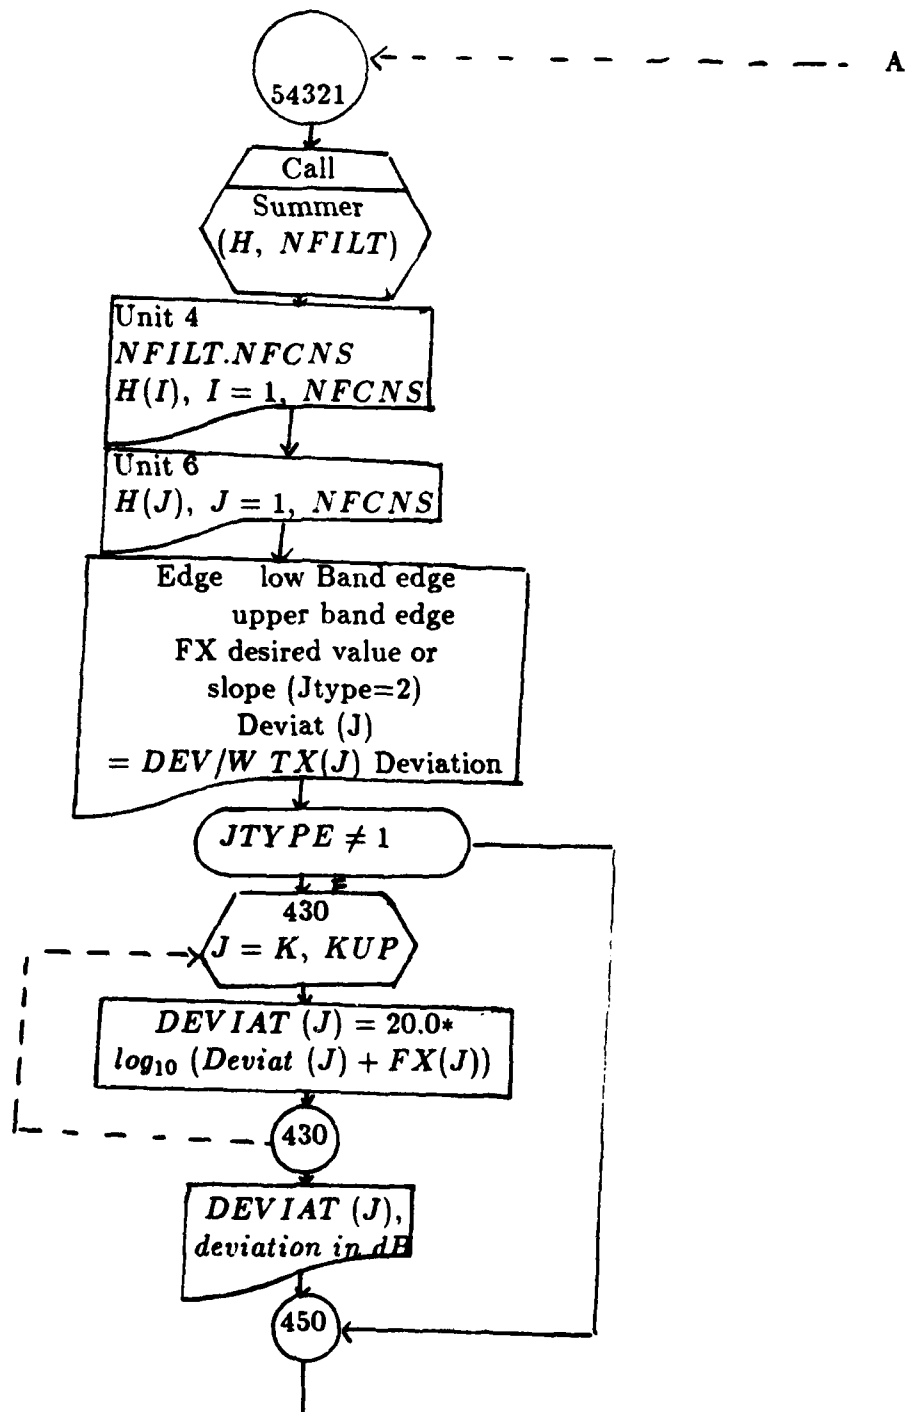 A
54321
Call
Summer
(H, NFILT)
Unit 4
NFILT.NFCNS
H(I), I = 1, NFCNS
Unit 6
H(J), J = 1, NFCNS
Edge low Band edge
upper band edge
FX desired value or
slope (Jtype=2)
Deviat (J)
= DEV/W TX(J) Deviation
JTYPE ≠ 1
430
J = K, KUP
DEVIAT (J) = 20.0*
log₁₀ (Deviat (J) + FX(J))
430
DEVIAT (J),
deviation in dB
450